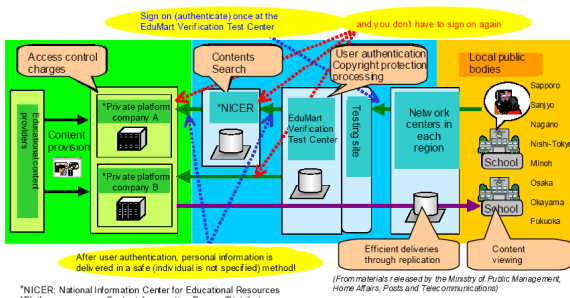 Sign on (authenticate) once at the
EduMart Verification Test Center
and you don't have to sign on again
Access control
charges
Contents
Search
User authentication
Copyright protection
processing
Local public
bodies
Educational content
providers
Content
provision
*Private platform
company A
*Private platform
company B
*NICER
EduMart
Verification
Test Center
Testing site
Network
centers in
each
region
Sapporo
Sanjyo
Nagano
Nishi-Tokyo
Minoh
Osaka
Okayama
Fukuoka
School
School
After user authentication, personal information is
delivered in a safe (individual is not specified) method!
Efficient deliveries
through replication
Content
viewing
*NICER: National Information Center for Educational Resources
(From materials released by the Ministry of Public Management,
Home Affairs, Posts and Telecommunications)